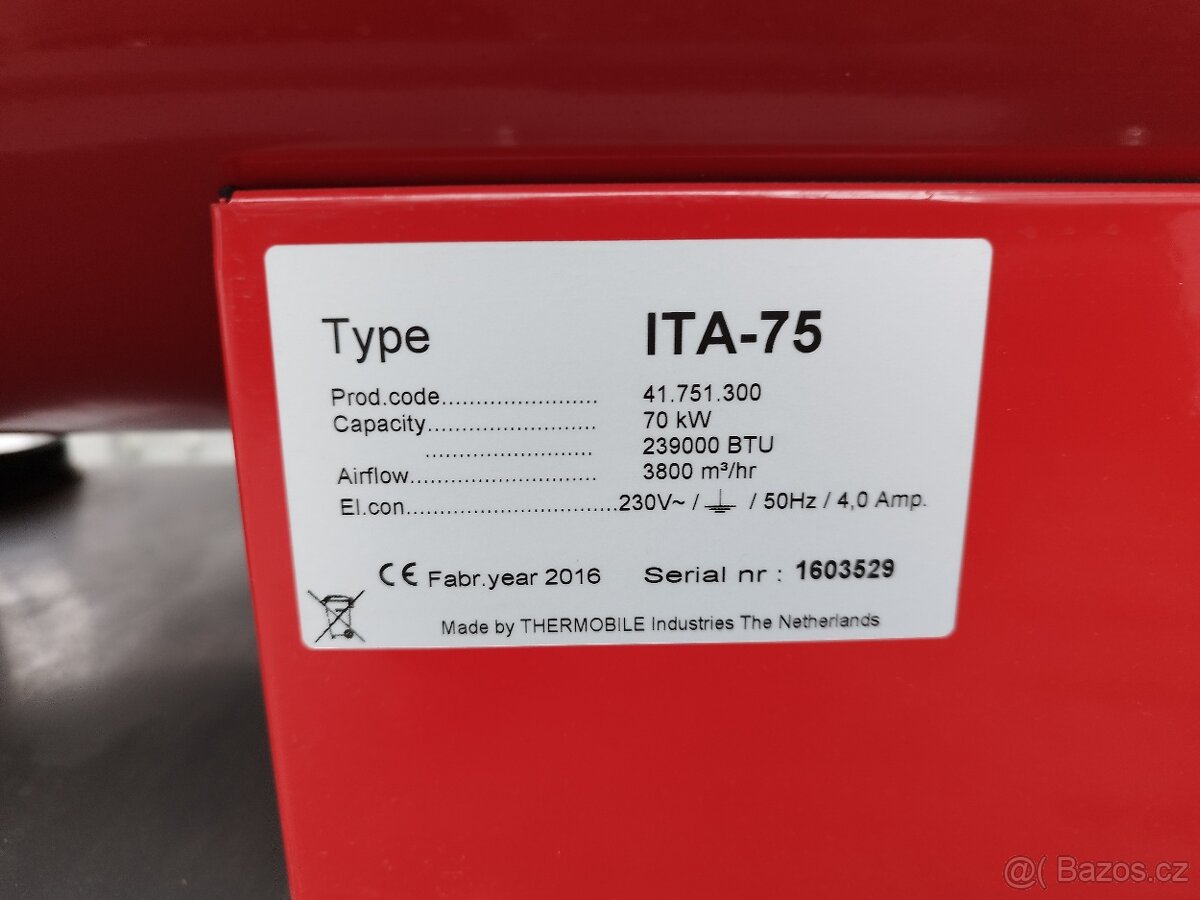 Type ITA-75
Prod.code....................... 41.751.300
Capacity......................... 70 kW
......................... 239000 BTU
Airflow........................... 3800 m³/hr
El.con...............................230V~ / ⏚ / 50Hz / 4,0 Amp.
CE Fabr.year 2016 Serial nr : 1603529
Made by THERMOBILE Industries The Netherlands
@( Bazos.cz